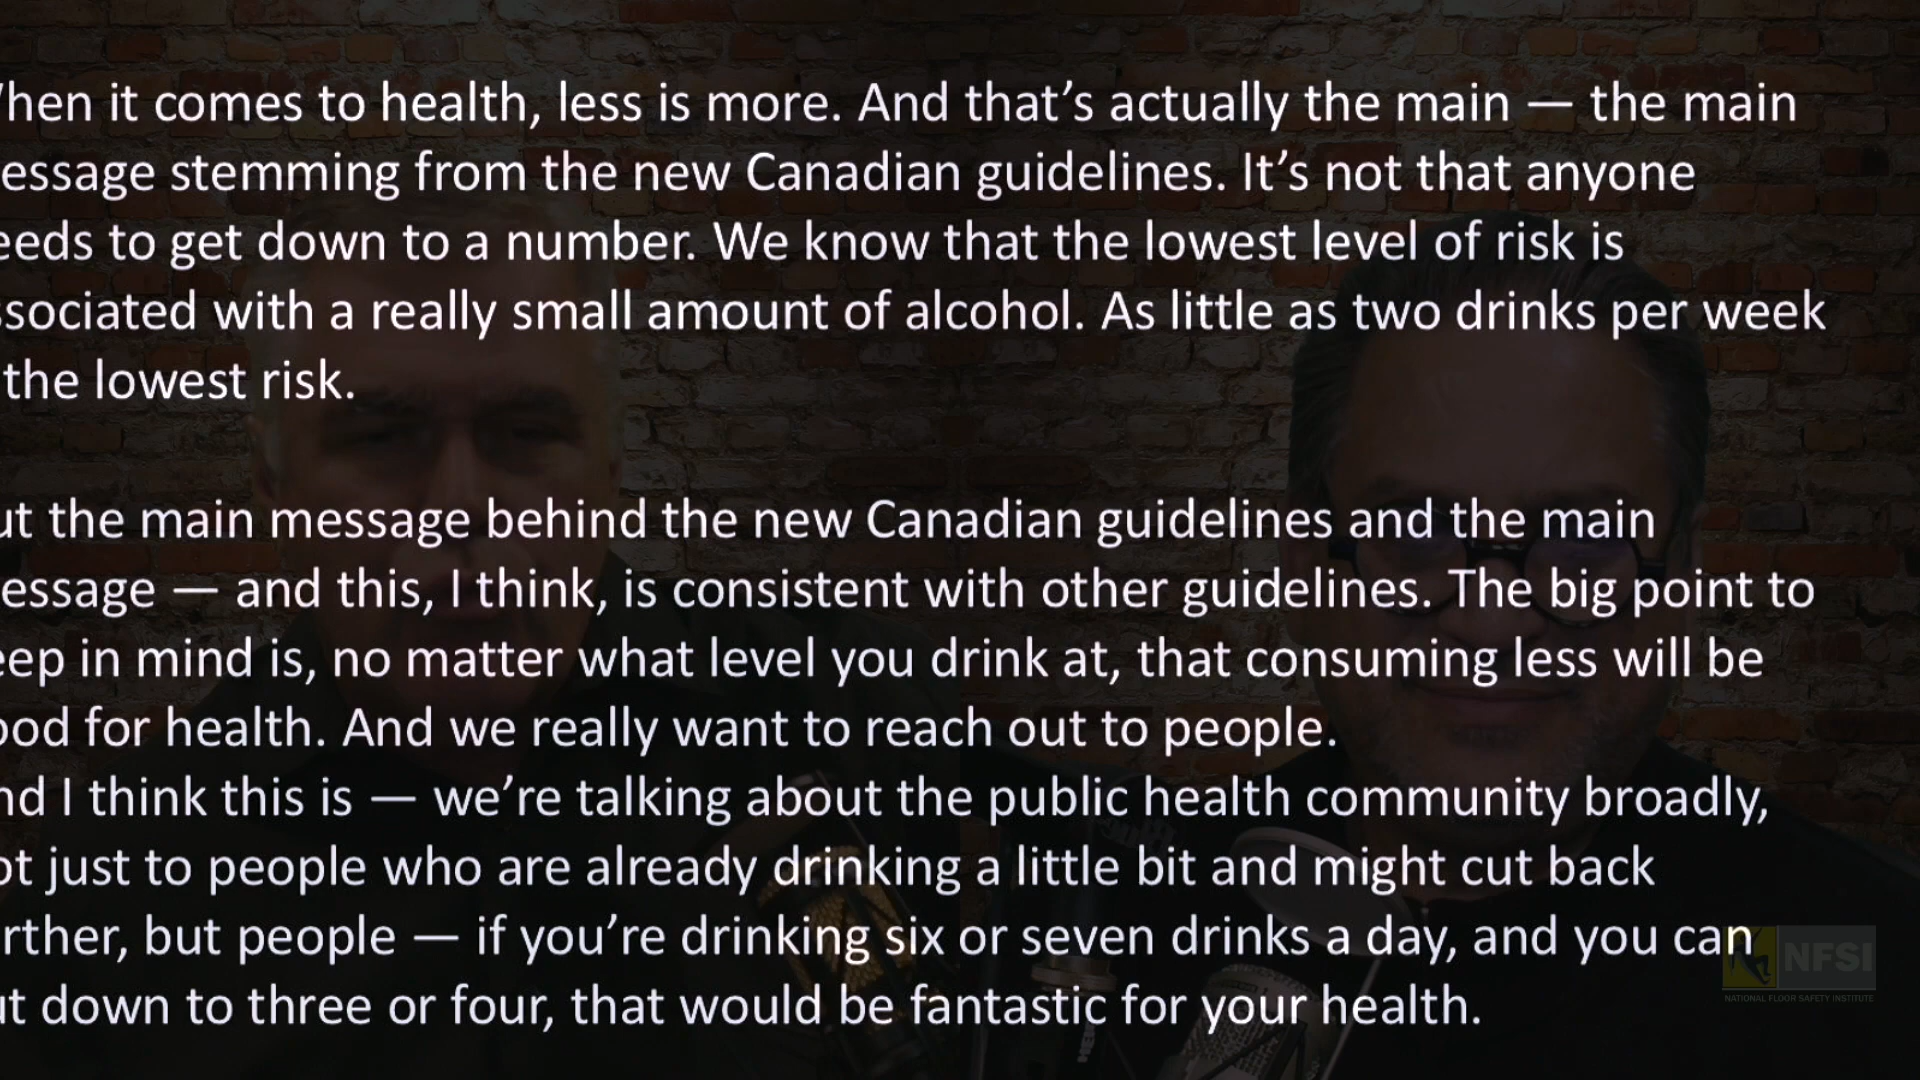 hen it comes to health, less is more. And that’s actually the main — the main
essage stemming from the new Canadian guidelines. It’s not that anyone
eeds to get down to a number. We know that the lowest level of risk is
ssociated with a really small amount of alcohol. As little as two drinks per week
the lowest risk.
ut the main message behind the new Canadian guidelines and the main
essage — and this, I think, is consistent with other guidelines. The big point to
eep in mind is, no matter what level you drink at, that consuming less will be
ood for health. And we really want to reach out to people.
nd I think this is — we’re talking about the public health community broadly,
ot just to people who are already drinking a little bit and might cut back
rther, but people — if you’re drinking six or seven drinks a day, and you can
ut down to three or four, that would be fantastic for your health.
NFSI
NATIONAL FLOOR SAFETY INSTITUTE